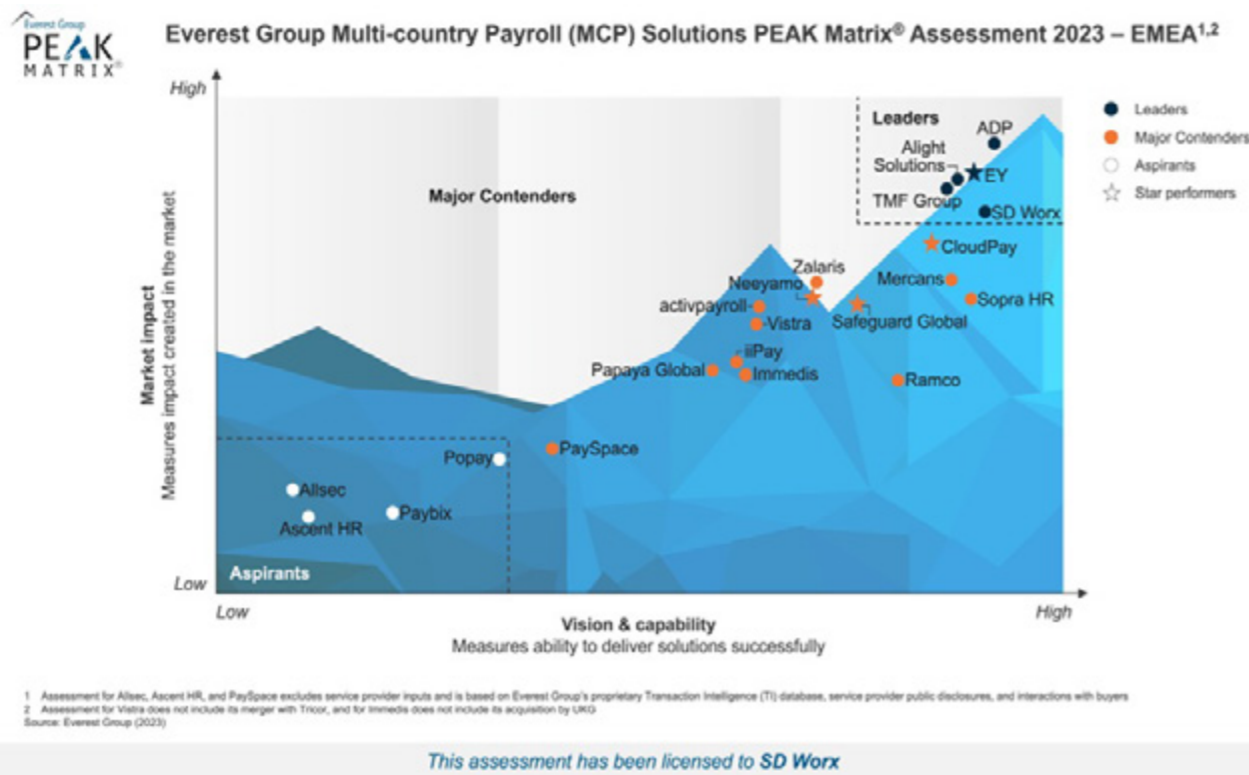 Everest Group
PEAK
MATRIX®
Everest Group Multi-country Payroll (MCP) Solutions PEAK Matrix® Assessment 2023 – EMEA1,2
High
Leaders
Major Contenders
Aspirants
Star performers
Leaders
ADP
Alight
Solutions
EY
TMF Group
SD Worx
Major Contenders
CloudPay
Zalaris
Mercans
Neeyamo
Sopra HR
activpayroll
Vistra
Safeguard Global
iiPay
Papaya Global
Immedis
Ramco
PaySpace
Popay
Allsec
Paybix
Ascent HR
Aspirants
Market impact
Measures impact created in the market
Low
Low
High
Vision & capability
Measures ability to deliver solutions successfully
1 Assessment for Allsec, Ascent HR, and PaySpace excludes service provider inputs and is based on Everest Group's proprietary Transaction Intelligence (TI) database, service provider public disclosures, and interactions with buyers
2 Assessment for Vistra does not include its merger with Tricor, and for Immedis does not include its acquisition by UKG
Source: Everest Group (2023)
This assessment has been licensed to SD Worx